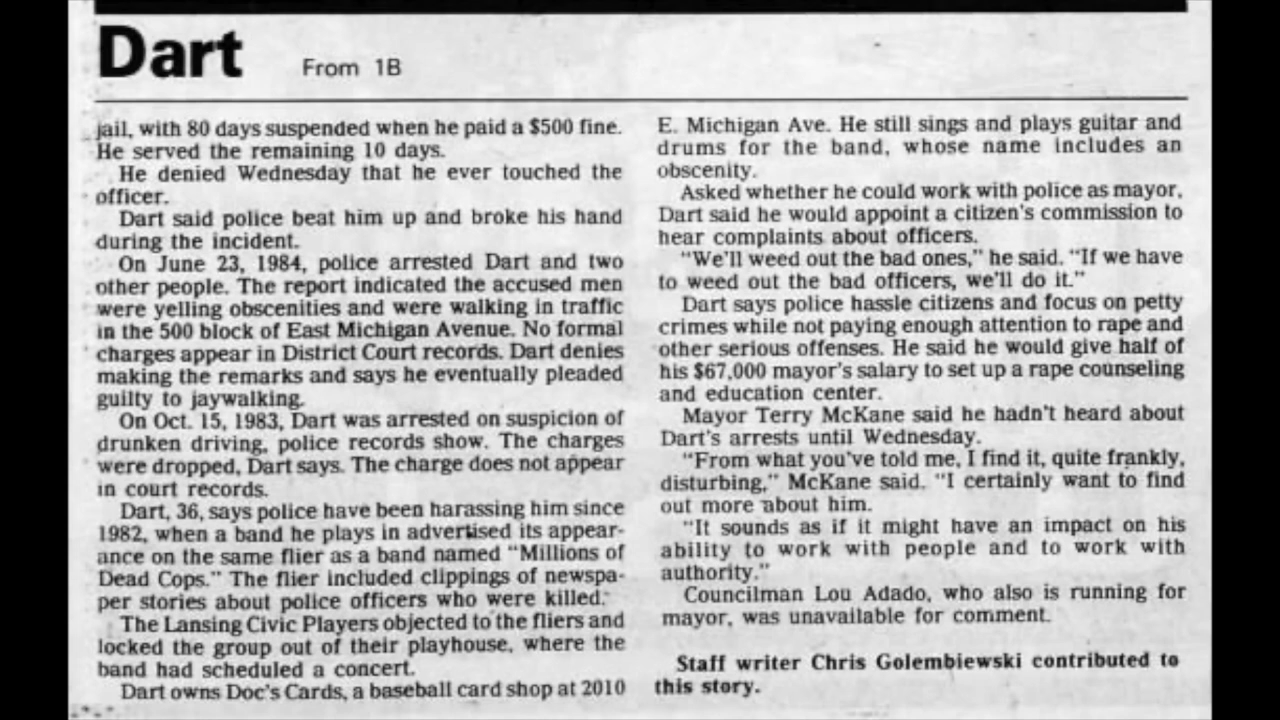 Dart From 1B
jail, with 80 days suspended when he paid a $500 fine.
He served the remaining 10 days.
He denied Wednesday that he ever touched the
officer.
Dart said police beat him up and broke his hand
during the incident.
On June 23, 1984, police arrested Dart and two
other people. The report indicated the accused men
were yelling obscenities and were walking in traffic
in the 500 block of East Michigan Avenue. No formal
charges appear in District Court records. Dart denies
making the remarks and says he eventually pleaded
guilty to jaywalking.
On Oct. 15, 1983, Dart was arrested on suspicion of
drunken driving, police records show. The charges
were dropped, Dart says. The charge does not appear
in court records.
Dart, 36, says police have been harassing him since
1982, when a band he plays in advertised its appear-
ance on the same flier as a band named "Millions of
Dead Cops." The flier included clippings of newspa-
per stories about police officers who were killed.
The Lansing Civic Players objected to the fliers and
locked the group out of their playhouse, where the
band had scheduled a concert.
Dart owns Doc's Cards, a baseball card shop at 2010
E. Michigan Ave. He still sings and plays guitar and
drums for the band, whose name includes an
obscenity.
Asked whether he could work with police as mayor,
Dart said he would appoint a citizen's commission to
hear complaints about officers.
"We'll weed out the bad ones," he said. "If we have
to weed out the bad officers, we'll do it."
Dart says police hassle citizens and focus on petty
crimes while not paying enough attention to rape and
other serious offenses. He said he would give half of
his $67,000 mayor's salary to set up a rape counseling
and education center.
Mayor Terry McKane said he hadn't heard about
Dart's arrests until Wednesday.
"From what you've told me, I find it, quite frankly,
disturbing," McKane said. "I certainly want to find
out more about him.
"It sounds as if it might have an impact on his
ability to work with people and to work with
authority."
Councilman Lou Adado, who also is running for
mayor, was unavailable for comment.
Staff writer Chris Golembiewski contributed to
this story.